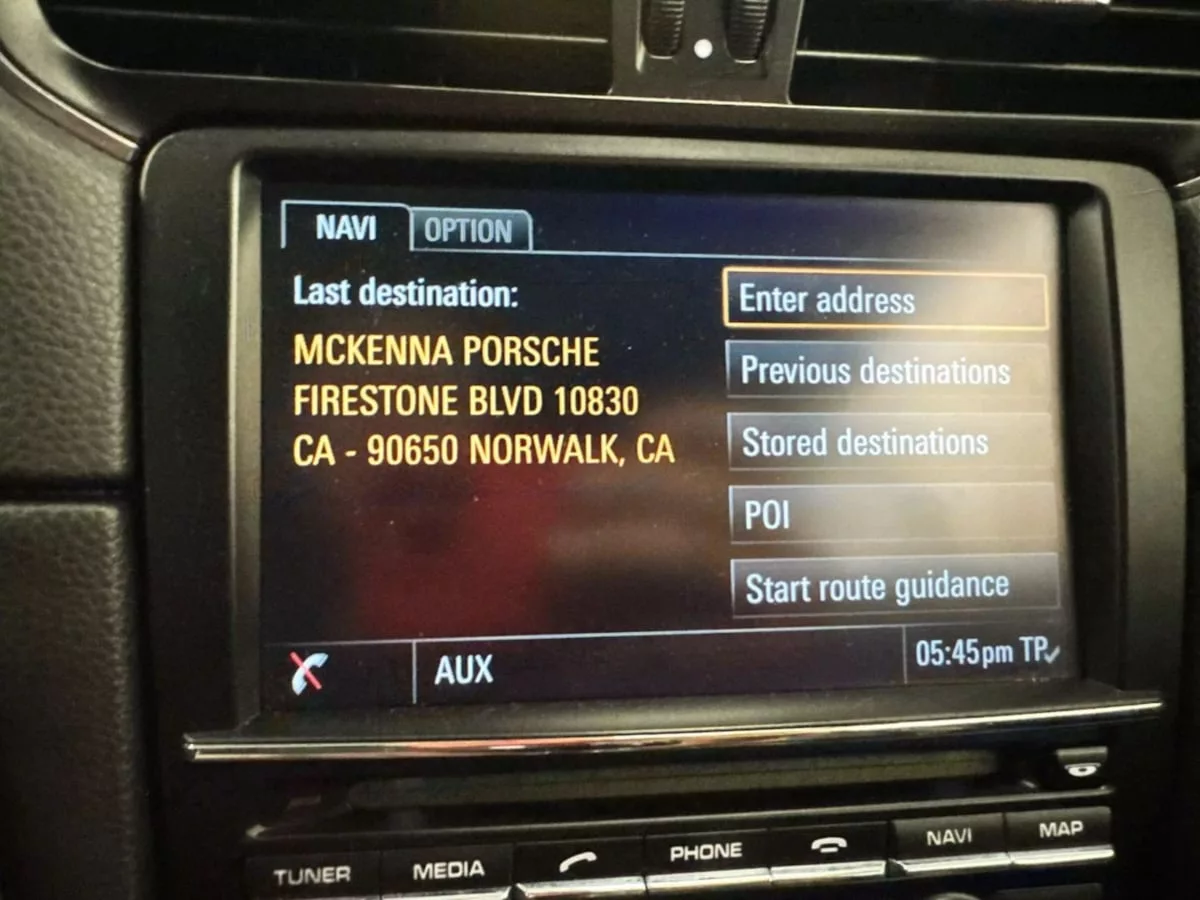 NAVI OPTION
Last destination:
MCKENNA PORSCHE
FIRESTONE BLVD 10830
CA - 90650 NORWALK, CA
Enter address
Previous destinations
Stored destinations
POI
Start route guidance
AUX
05:45pm TP
TUNER MEDIA PHONE NAVI MAP